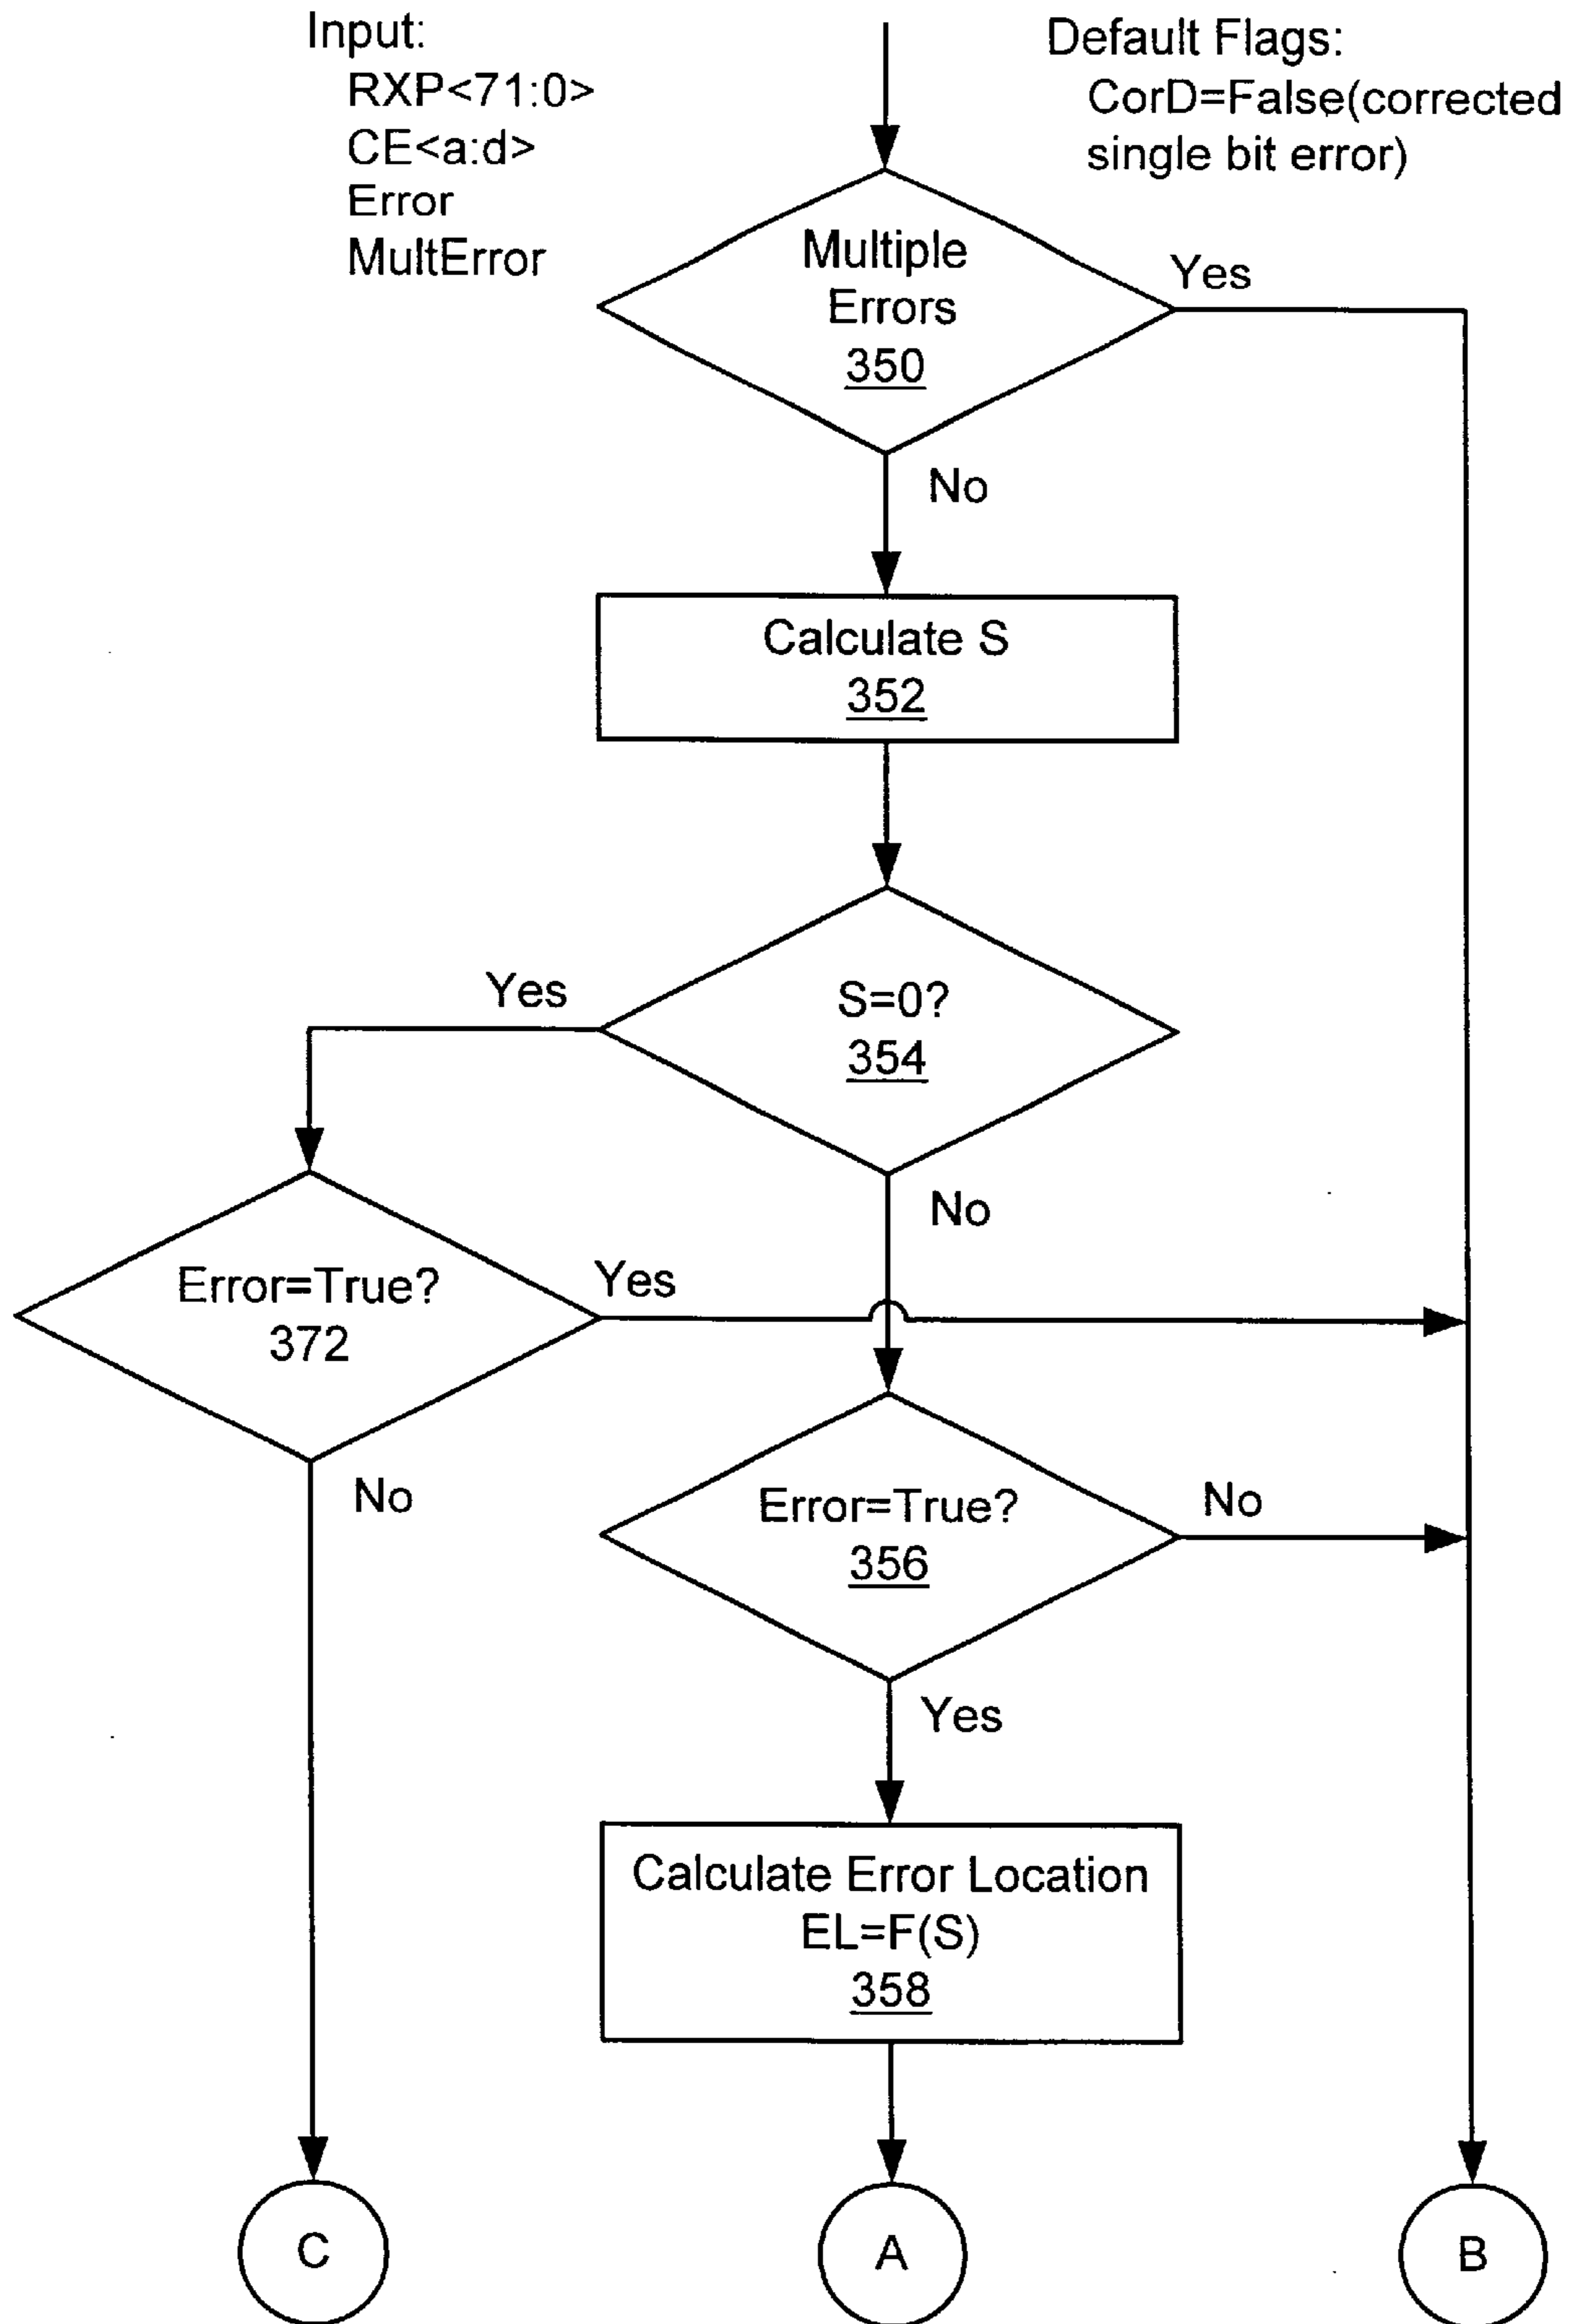 Input:
RXP<71:0>
CE<a:d>
Error
MultError
Default Flags:
CorD=False(corrected
single bit error)
Multiple
Errors
350
Yes
No
Calculate S
352
S=0?
354
Yes
No
Error=True?
372
Yes
No
Error=True?
356
No
Yes
Calculate Error Location
EL=F(S)
358
C
A
B